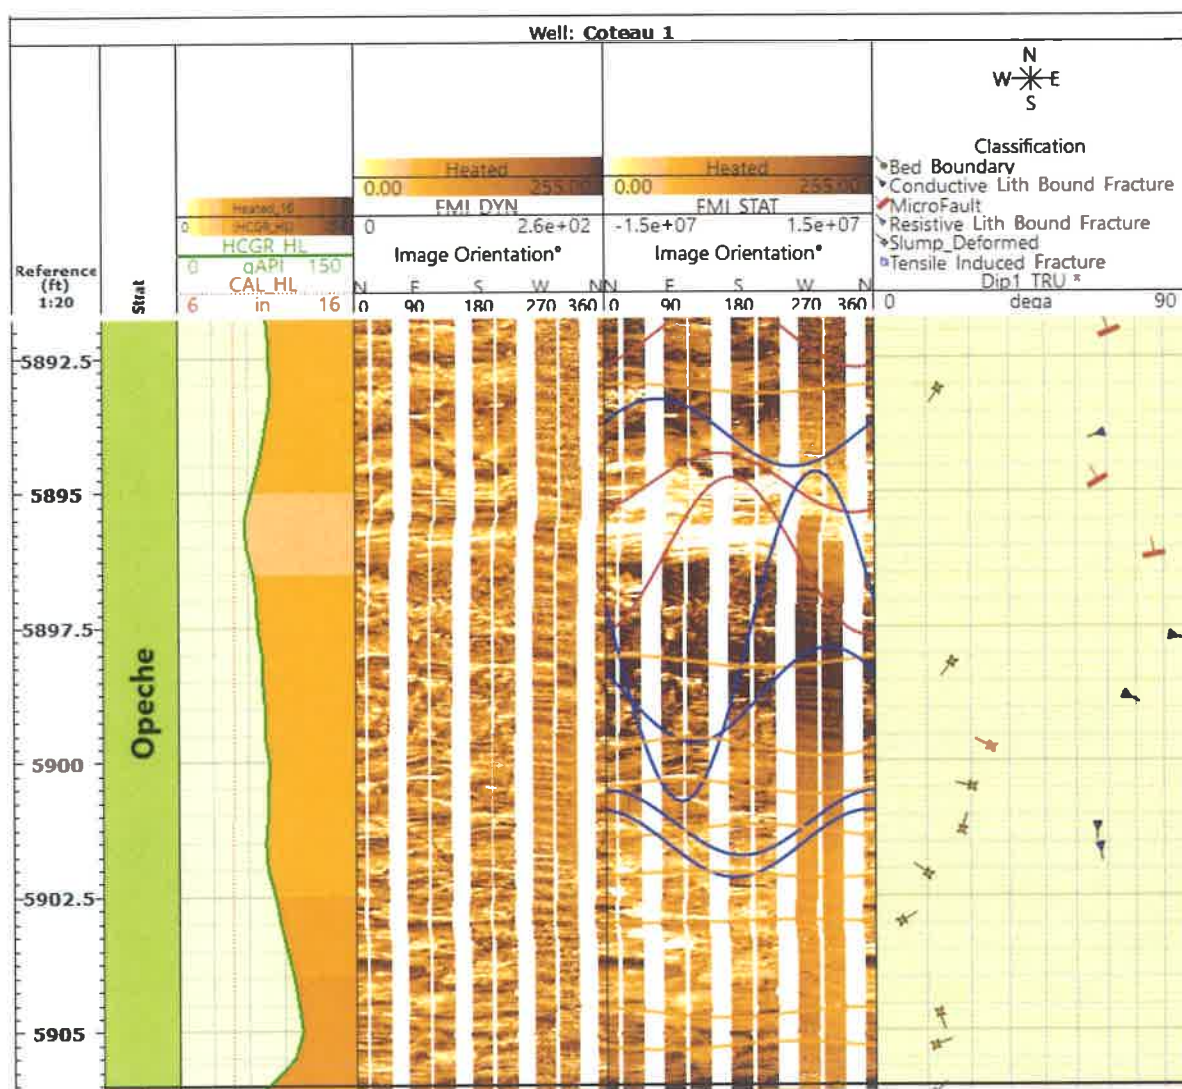 Well: Coteau 1
N
W E
S
Classification
Bed Boundary
Conductive Lith Bound Fracture
MicroFault
Resistive Lith Bound Fracture
Slump_Deformed
Tensile Induced Fracture
Dip1_TRU *
0 dega 90
Heated
0.00 255.00
FMI_DYN
0 2.6e+02
Image Orientation°
N E S W N
0 90 180 270 360
Heated
0.00 255.00
FMI_STAT
-1.5e+07 1.5e+07
Image Orientation°
N E S W N
0 90 180 270 360
Heated_16
0
HCGR_HL
0 gAPI 150
CAL_HL
6 in 16
Reference
(ft)
1:20
Strat
5892.5
5895
5897.5
5900
5902.5
5905
Opeche